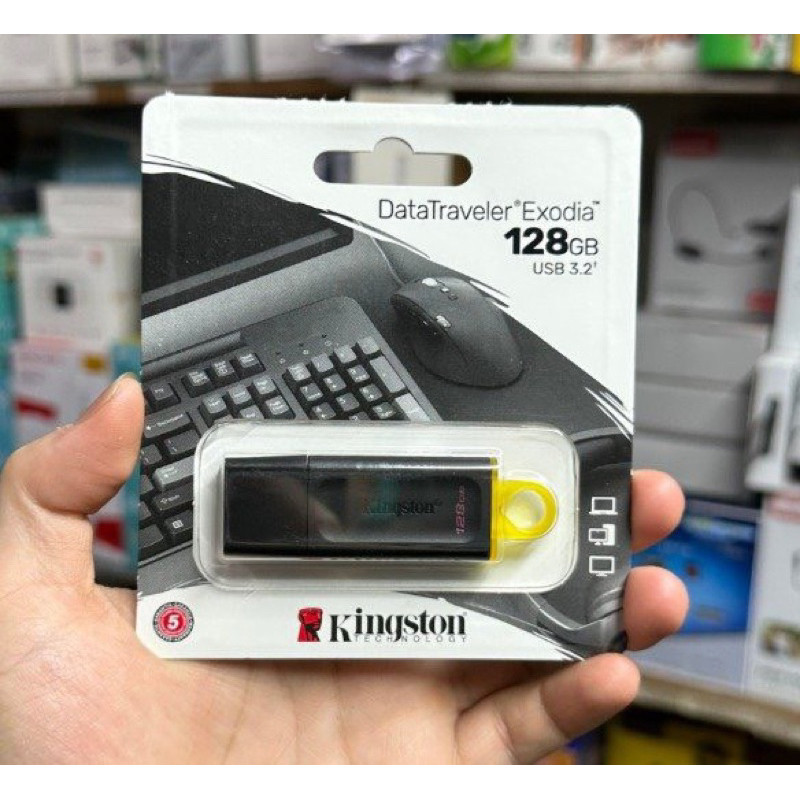 DataTraveler® Exodia™
128GB
USB 3.2¹
Kingston
128GB
5
Kingston
TECHNOLOGY